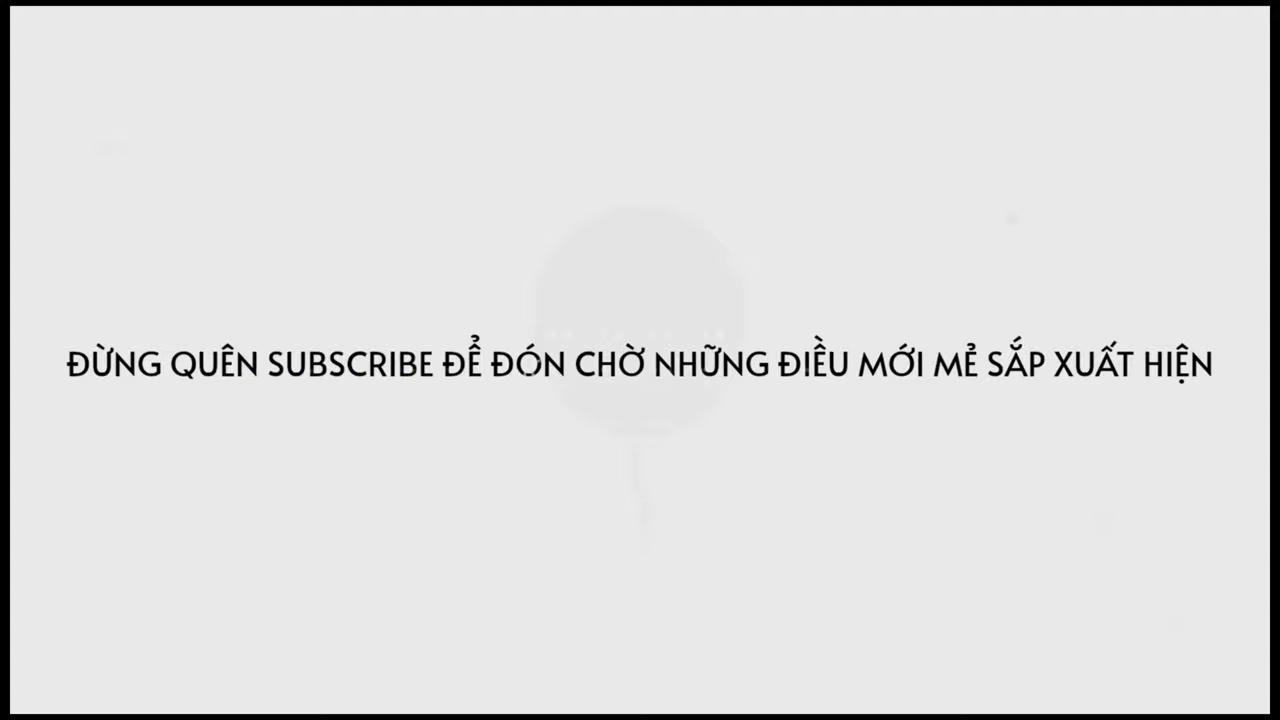 ĐỪNG QUÊN SUBSCRIBE ĐỂ ĐÓN CHỜ NHỮNG ĐIỀU MỚI MẺ SẮP XUẤT HIỆN